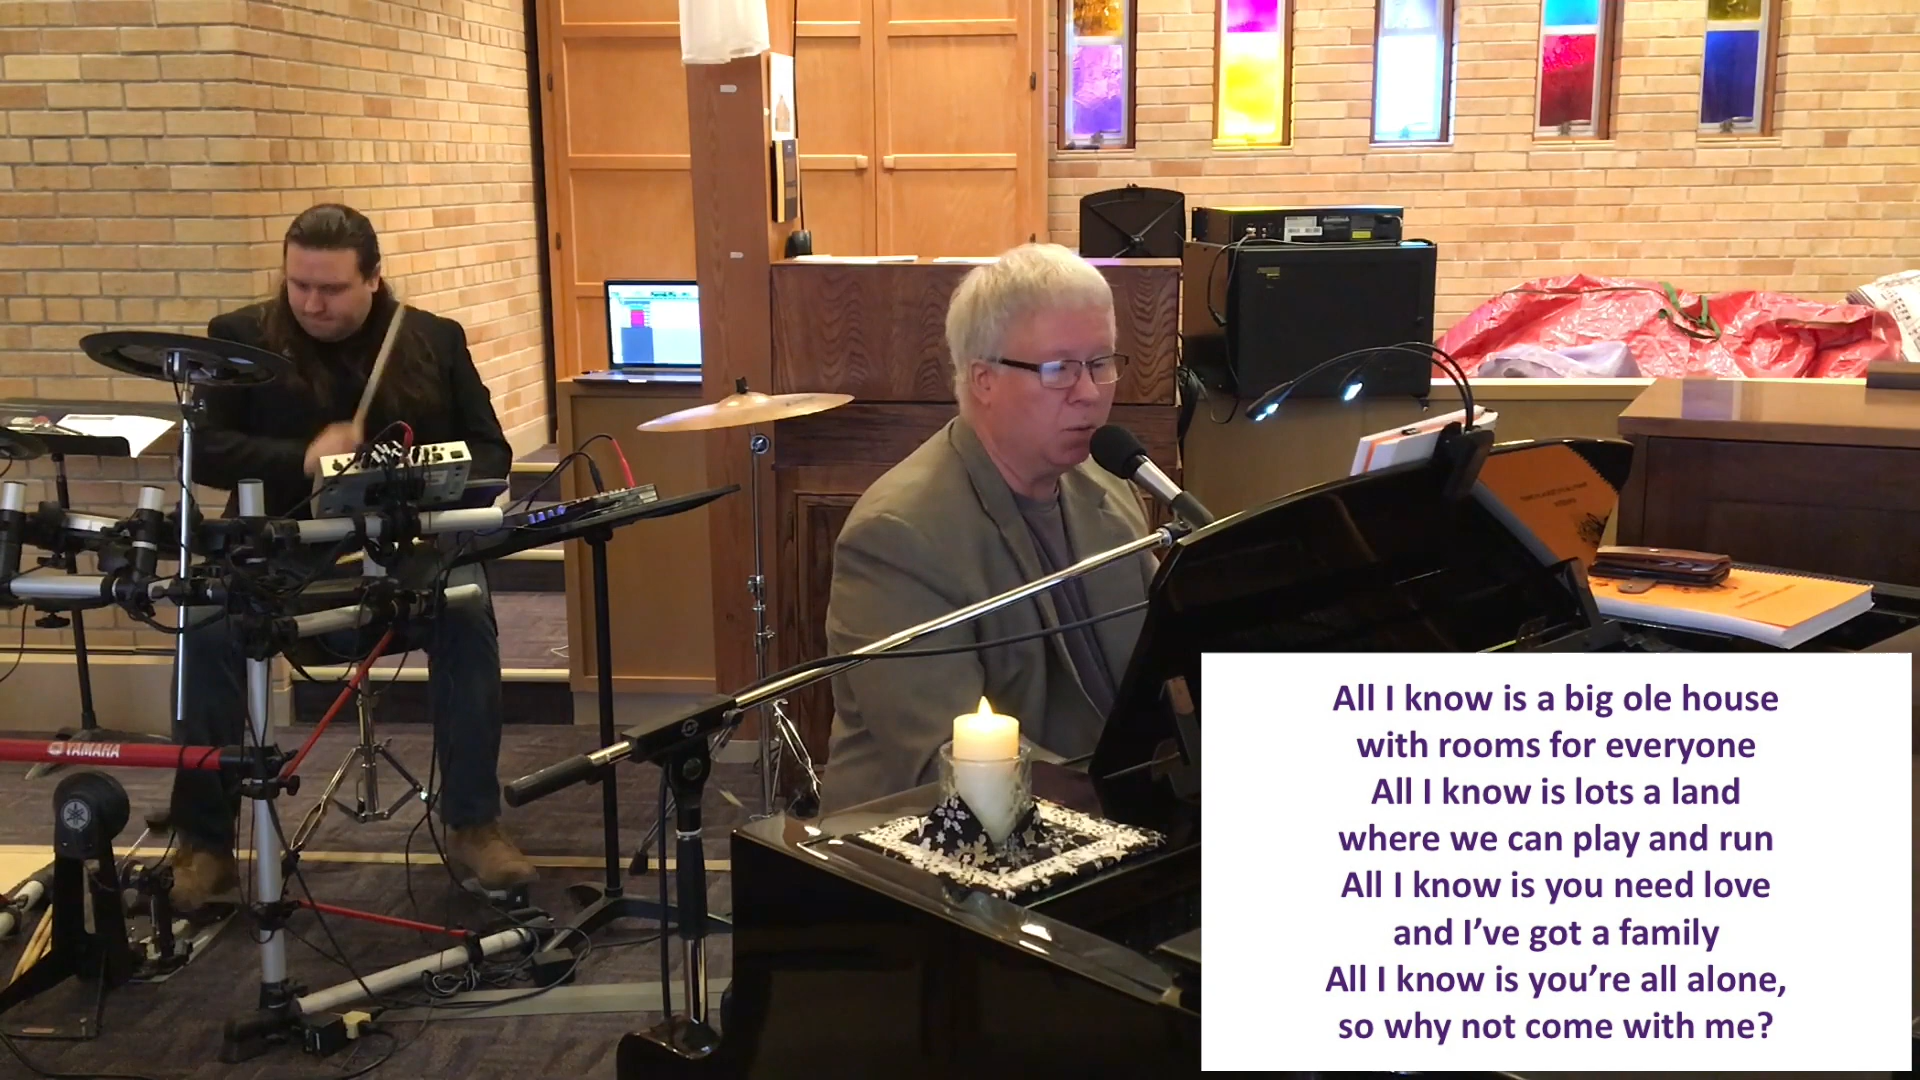 YAMAHA
All I know is a big ole house
with rooms for everyone
All I know is lots a land
where we can play and run
All I know is you need love
and I’ve got a family
All I know is you’re all alone,
so why not come with me?